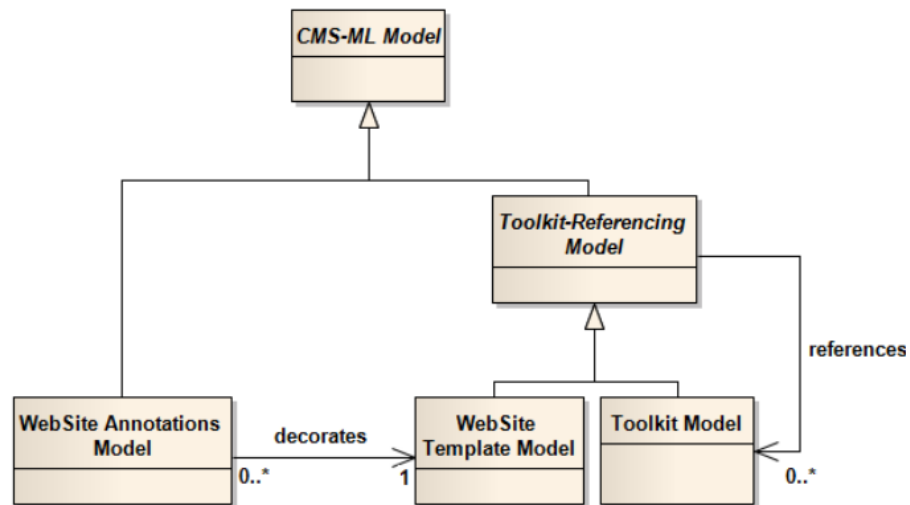 CMS-ML Model
Toolkit-Referencing
Model
references
WebSite Annotations
Model
decorates
0..*
1
WebSite
Template Model
Toolkit Model
0..*